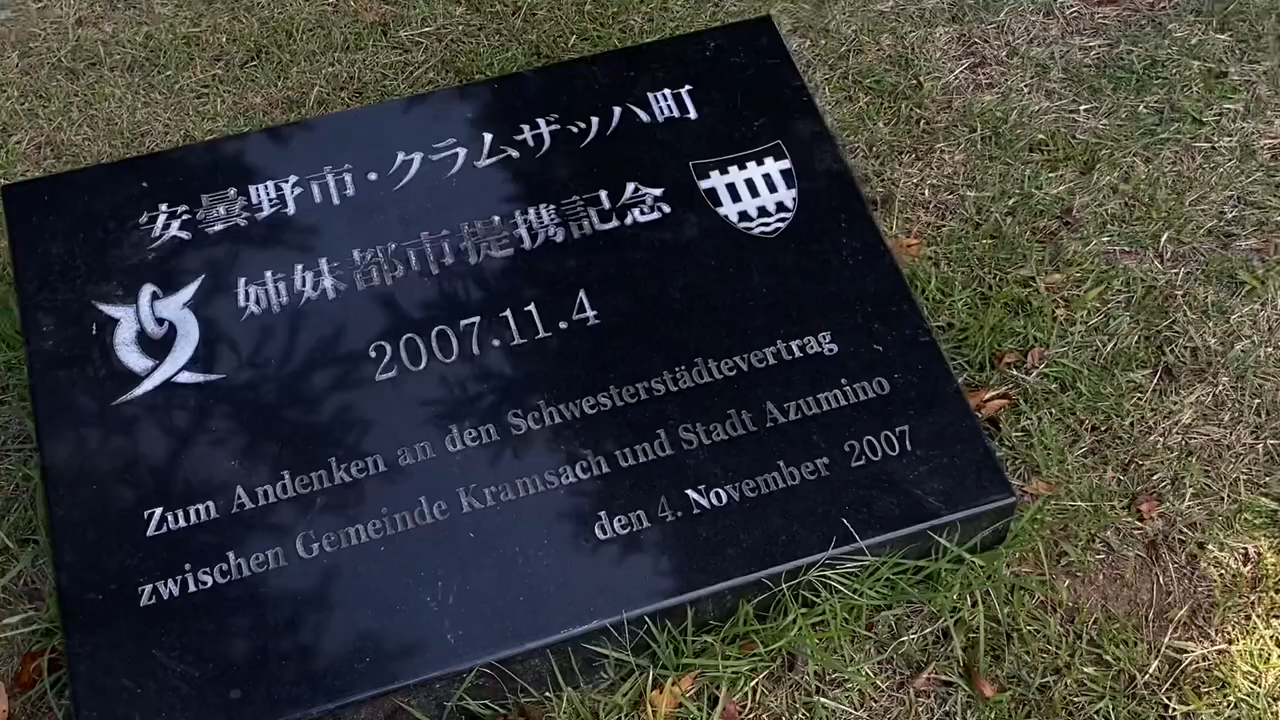 安曇野市・クラムザッハ町
姉妹都市提携記念
2007.11.4
Zum Andenken an den Schwesterstädtevertrag
zwischen Gemeinde Kramsach und Stadt Azumino
den 4. November 2007